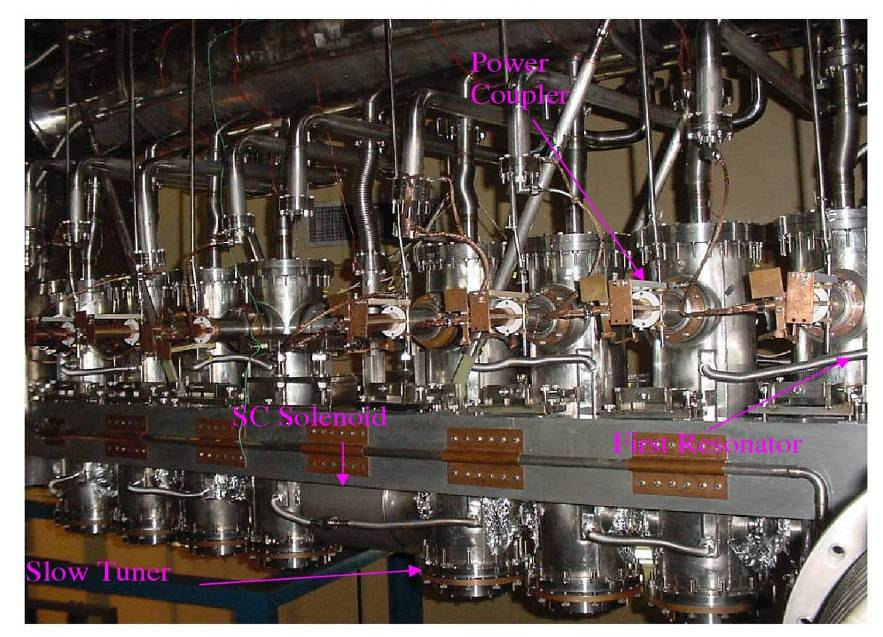 Power
Coupler
SC Solenoid
First Resonator
Slow Tuner